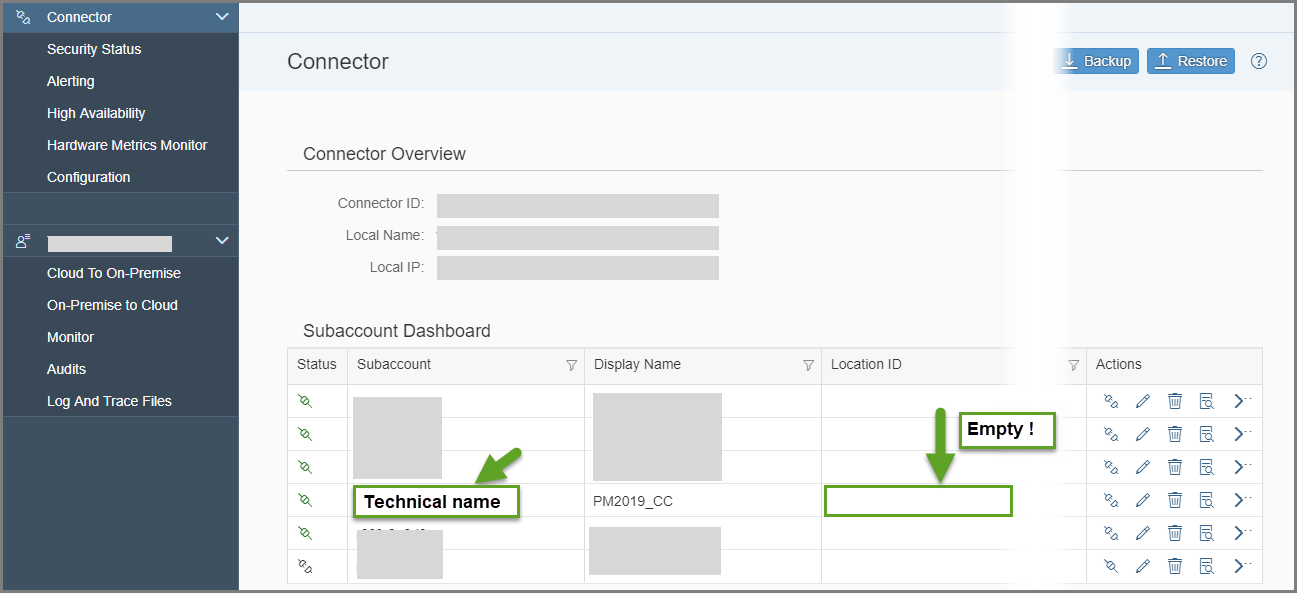 Connector
Security Status
Alerting
High Availability
Hardware Metrics Monitor
Configuration
Cloud To On-Premise
On-Premise to Cloud
Monitor
Audits
Log And Trace Files
Connector
Backup
Restore
?
Connector Overview
Connector ID:
Local Name:
Local IP:
Subaccount Dashboard
Status Subaccount Display Name Location ID Actions
Empty !
Technical name PM2019_CC